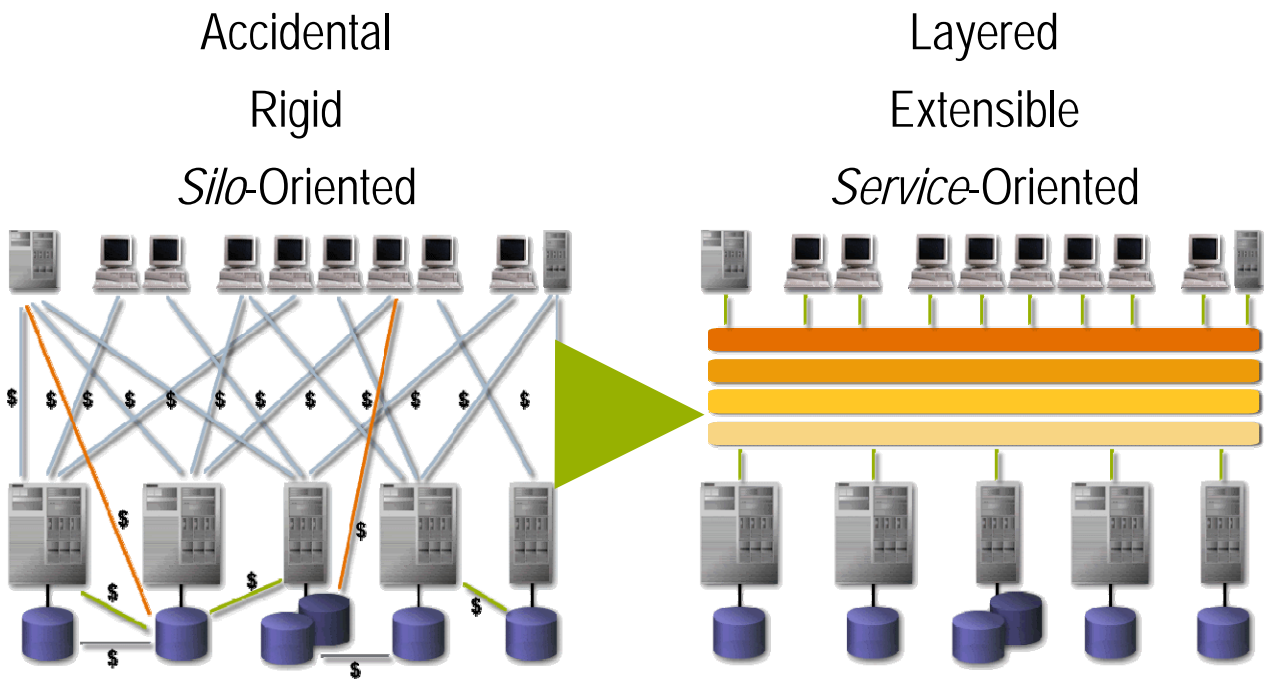 Accidental
Rigid
Silo-Oriented
Layered
Extensible
Service-Oriented
$ $ $ $ $ $ $ $ $ $ $
$ $
$ $ $
$ $